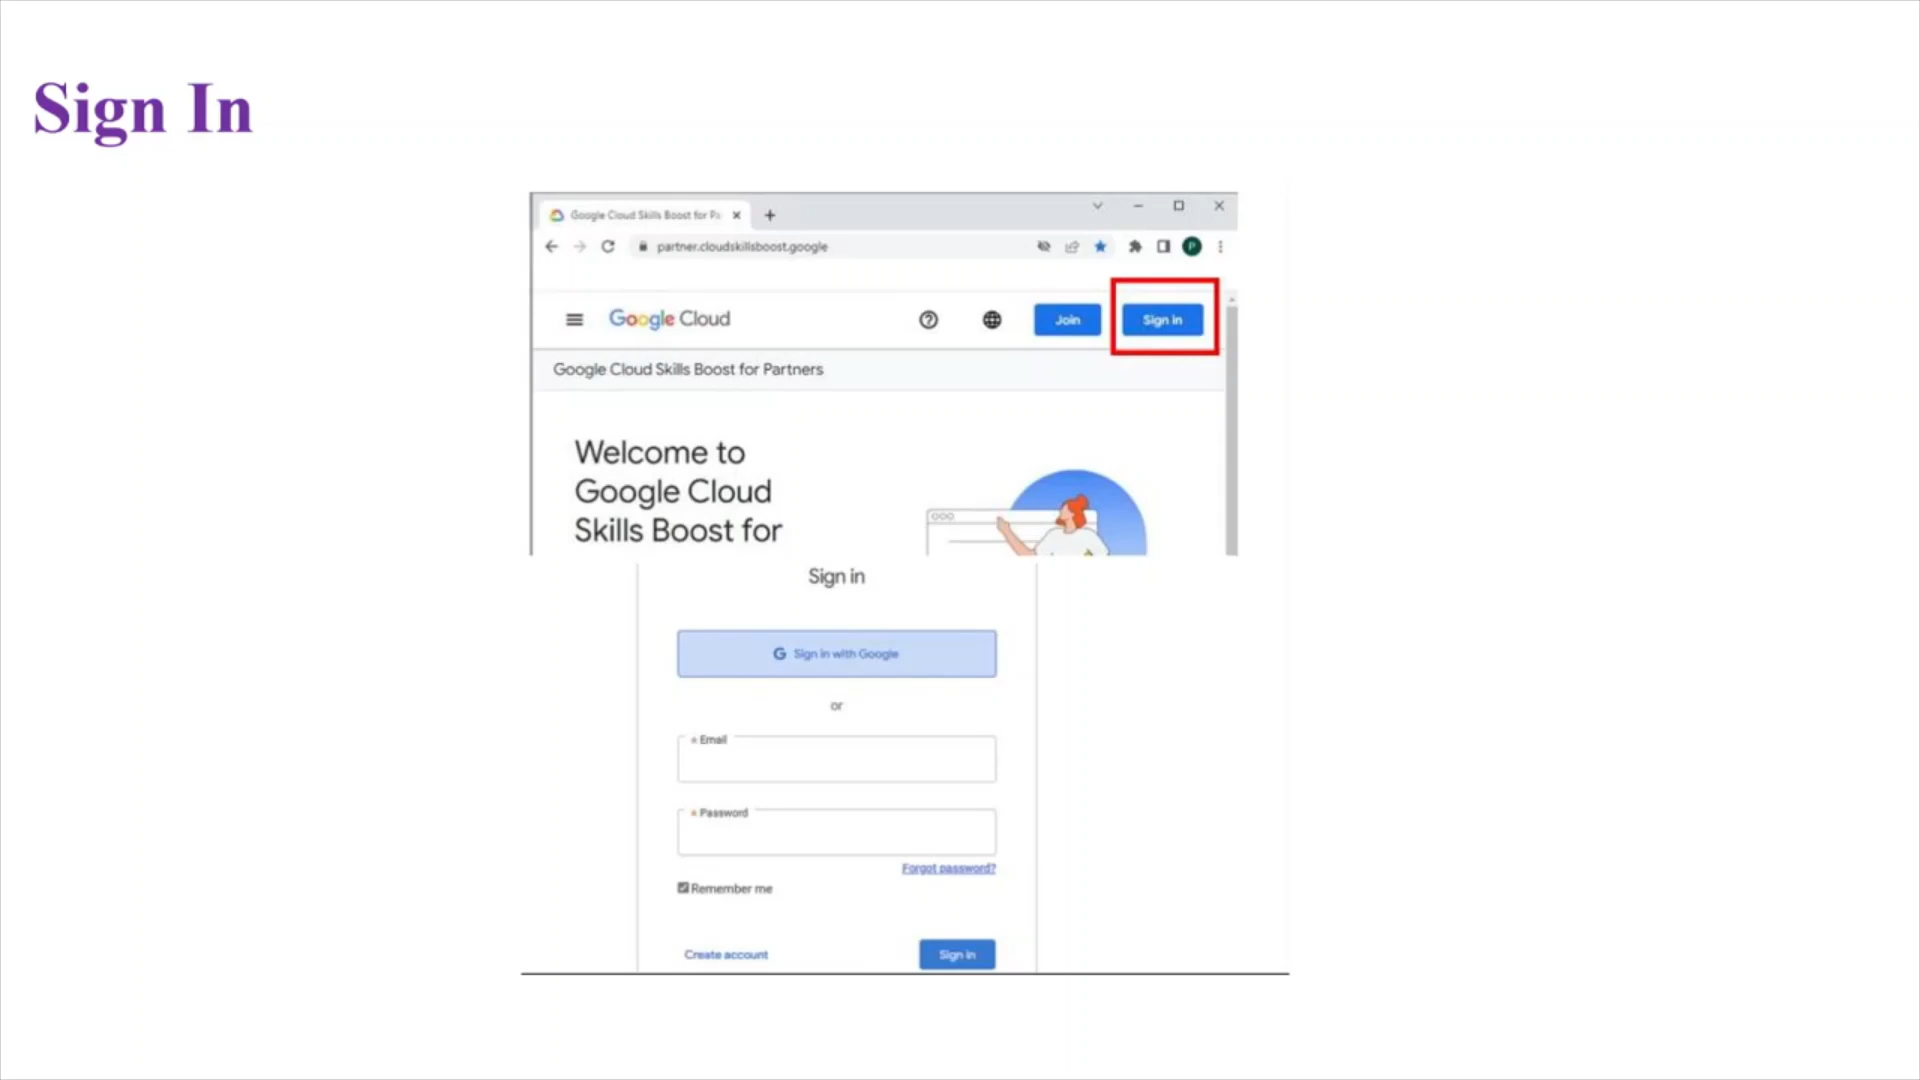 Sign In
Google Cloud Skills Boost for Pa
partner.cloudskillsboost.google
P
Google Cloud
Join
Sign in
Google Cloud Skills Boost for Partners
Welcome to
Google Cloud
Skills Boost for
Sign in
G Sign in with Google
or
* Email
* Password
Forgot password?
Remember me
Create account
Sign in